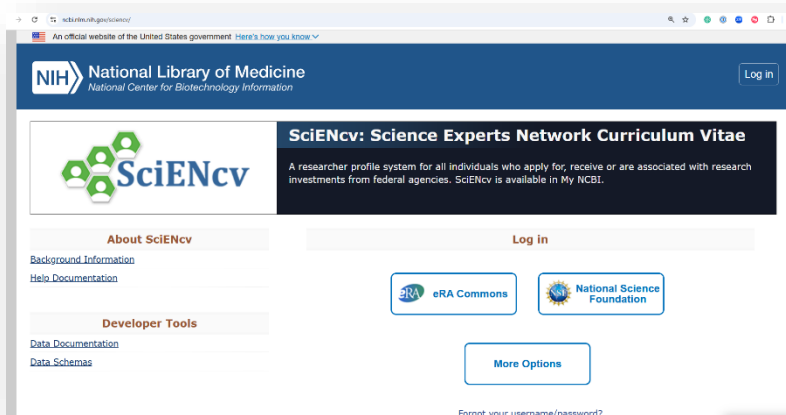 ncbi.nlm.nih.gov/sciencv/
An official website of the United States government Here's how you know
NIH National Library of Medicine
National Center for Biotechnology Information
Log in
SciENcv
SciENcv: Science Experts Network Curriculum Vitae
A researcher profile system for all individuals who apply for, receive or are associated with research
investments from federal agencies. SciENcv is available in My NCBI.
About SciENcv
Background Information
Help Documentation
Developer Tools
Data Documentation
Data Schemas
Log in
eRA eRA Commons
NSF National Science
Foundation
More Options
Forgot your username/password?